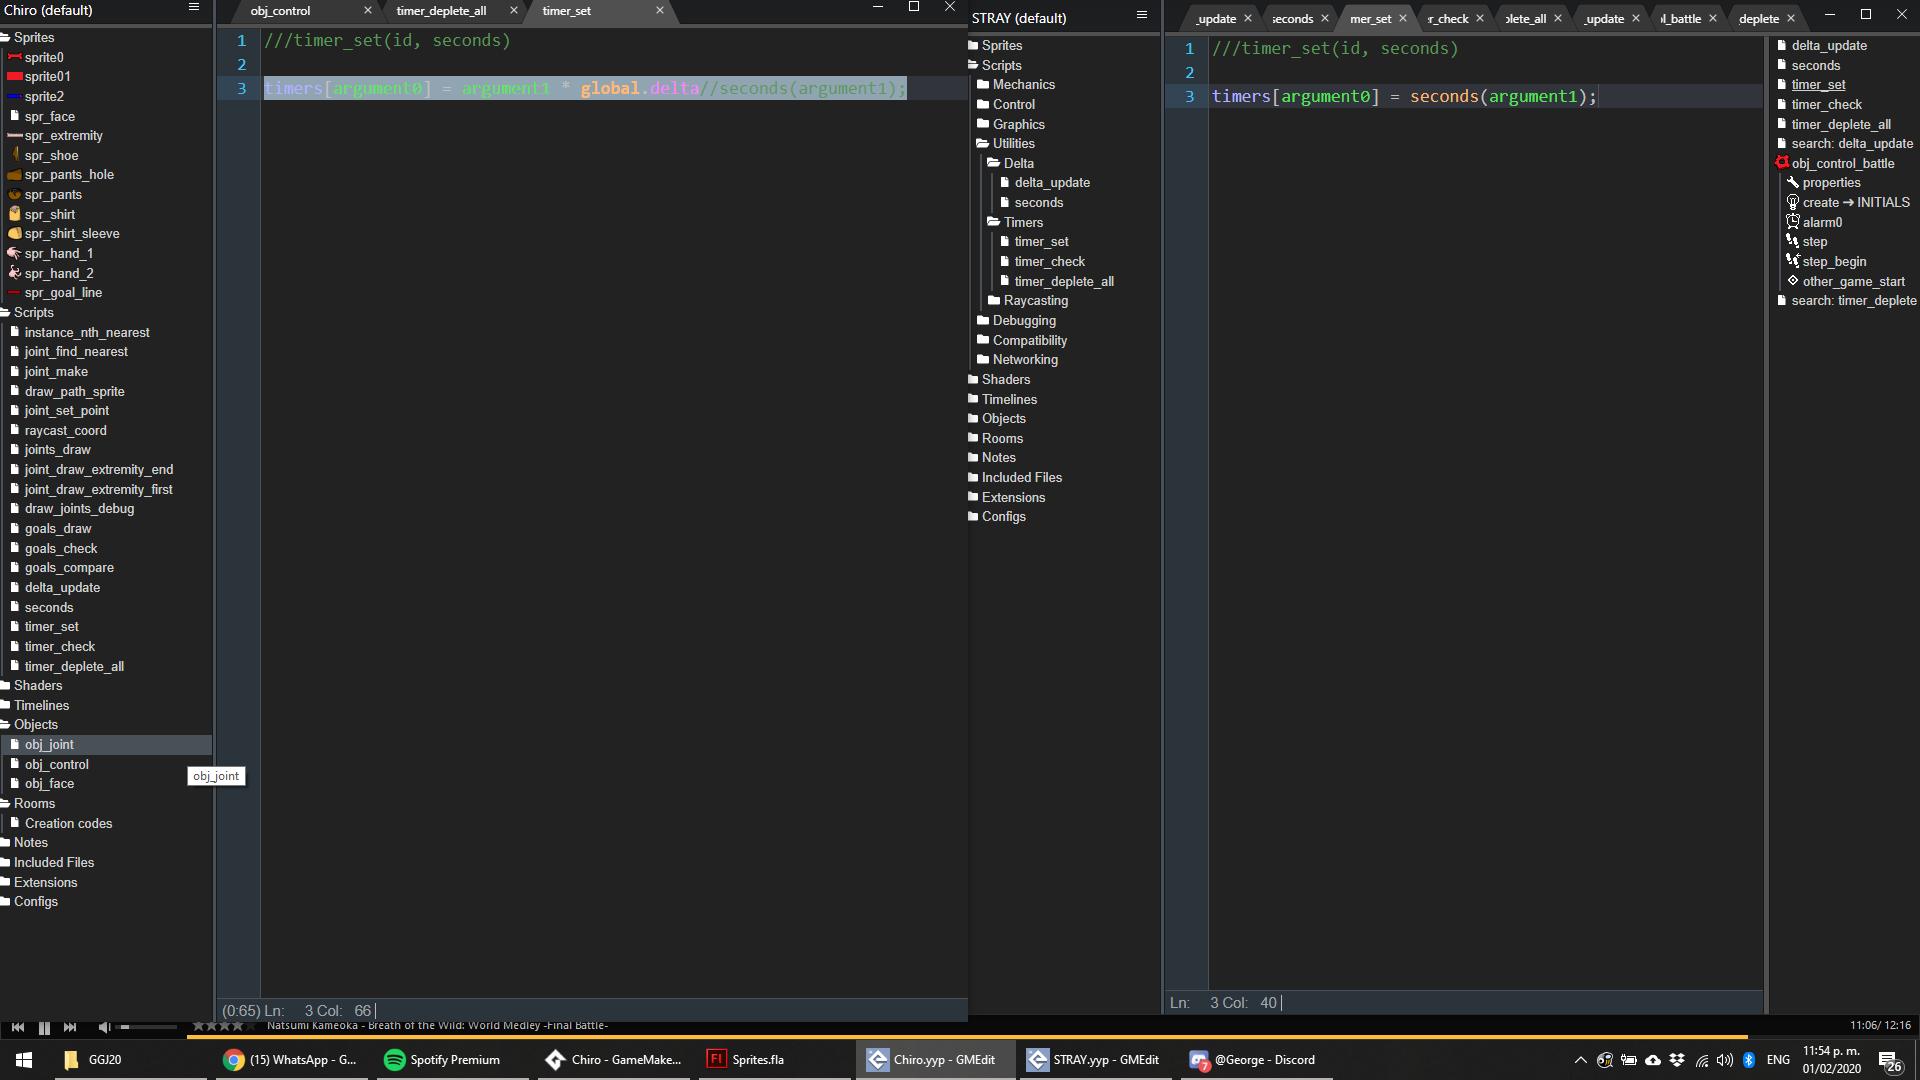 Chiro (default)
Sprites
sprite0
sprite01
sprite2
spr_face
spr_extremity
spr_shoe
spr_pants_hole
spr_pants
spr_shirt
spr_shirt_sleeve
spr_hand_1
spr_hand_2
spr_goal_line
Scripts
instance_nth_nearest
joint_find_nearest
joint_make
draw_path_sprite
joint_set_point
raycast_coord
joints_draw
joint_draw_extremity_end
joint_draw_extremity_first
draw_joints_debug
goals_draw
goals_check
goals_compare
delta_update
seconds
timer_set
timer_check
timer_deplete_all
Shaders
Timelines
Objects
obj_joint
obj_control
obj_face
obj_joint
Rooms
Creation codes
Notes
Included Files
Extensions
Configs
obj_control
timer_deplete_all
timer_set
1 ///timer_set(id, seconds)
2
3 timers[argument0] = argument1 * global.delta//seconds(argument1);
(0:65) Ln: 3 Col: 66
STRAY (default)
Sprites
Scripts
Mechanics
Control
Graphics
Utilities
Delta
delta_update
seconds
Timers
timer_set
timer_check
timer_deplete_all
Raycasting
Debugging
Compatibility
Networking
Shaders
Timelines
Objects
Rooms
Notes
Included Files
Extensions
Configs
_update
seconds
mer_set
r_check
plete_all
_update
l_battle
deplete
1 ///timer_set(id, seconds)
2
3 timers[argument0] = seconds(argument1);
Ln: 3 Col: 40
delta_update
seconds
timer_set
timer_check
timer_deplete_all
search: delta_update
obj_control_battle
properties
create → INITIALS
alarm0
step
step_begin
other_game_start
search: timer_deplete
Natsumi Kameoka - Breath of the Wild: World Medley -Final Battle-
11:06/ 12:16
GGJ20
(15) WhatsApp - G...
Spotify Premium
Chiro - GameMake...
Fl
Sprites.fla
Chiro.yyp - GMEdit
STRAY.yyp - GMEdit
7
@George - Discord
ENG
11:54 p. m.
01/02/2020
26